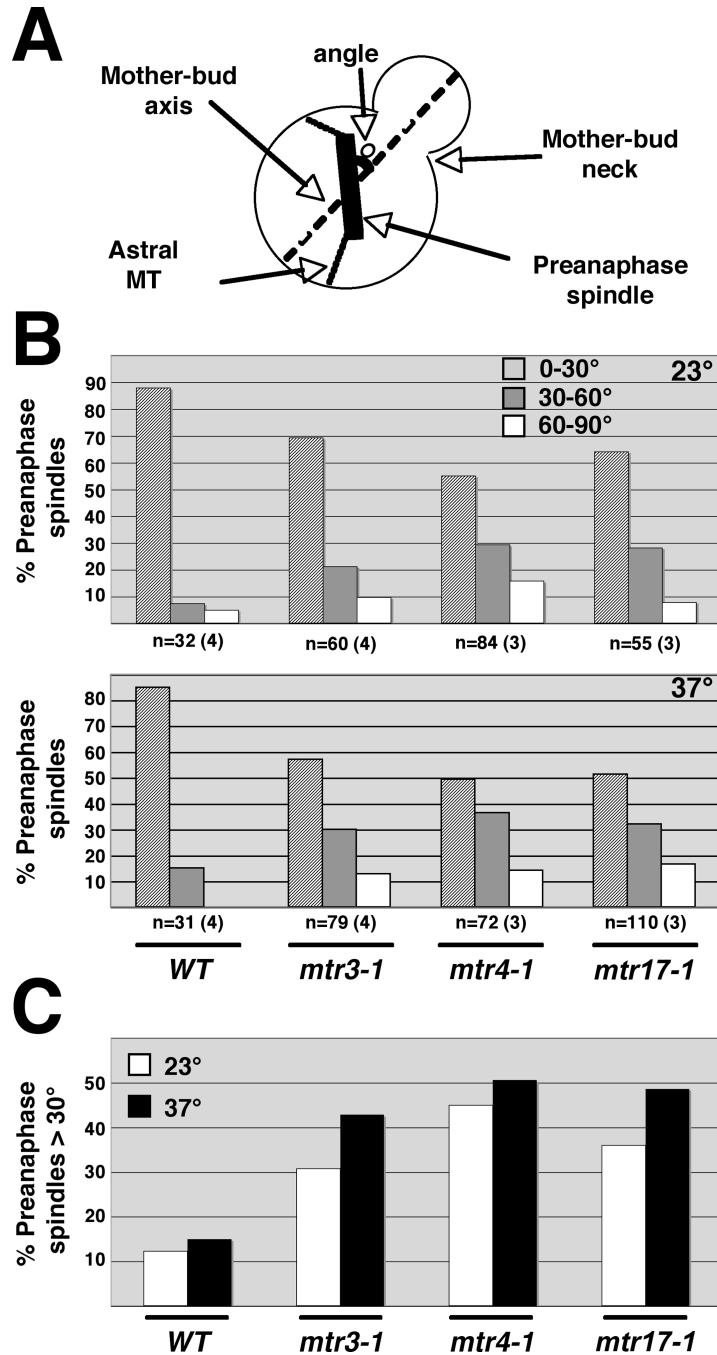 A
angle
Mother-bud
axis
Mother-bud
neck
Astral
MT
Preanaphase
spindle
B
% Preanaphase
spindles
90
80
70
60
50
40
30
20
10
0-30°
30-60°
60-90°
23°
n=32 (4)
n=60 (4)
n=84 (3)
n=55 (3)
% Preanaphase
spindles
80
70
60
50
40
30
20
10
37°
n=31 (4)
n=79 (4)
n=72 (3)
n=110 (3)
WT
mtr3-1
mtr4-1
mtr17-1
C
% Preanaphase
spindles > 30°
50
40
30
20
10
23°
37°
WT
mtr3-1
mtr4-1
mtr17-1